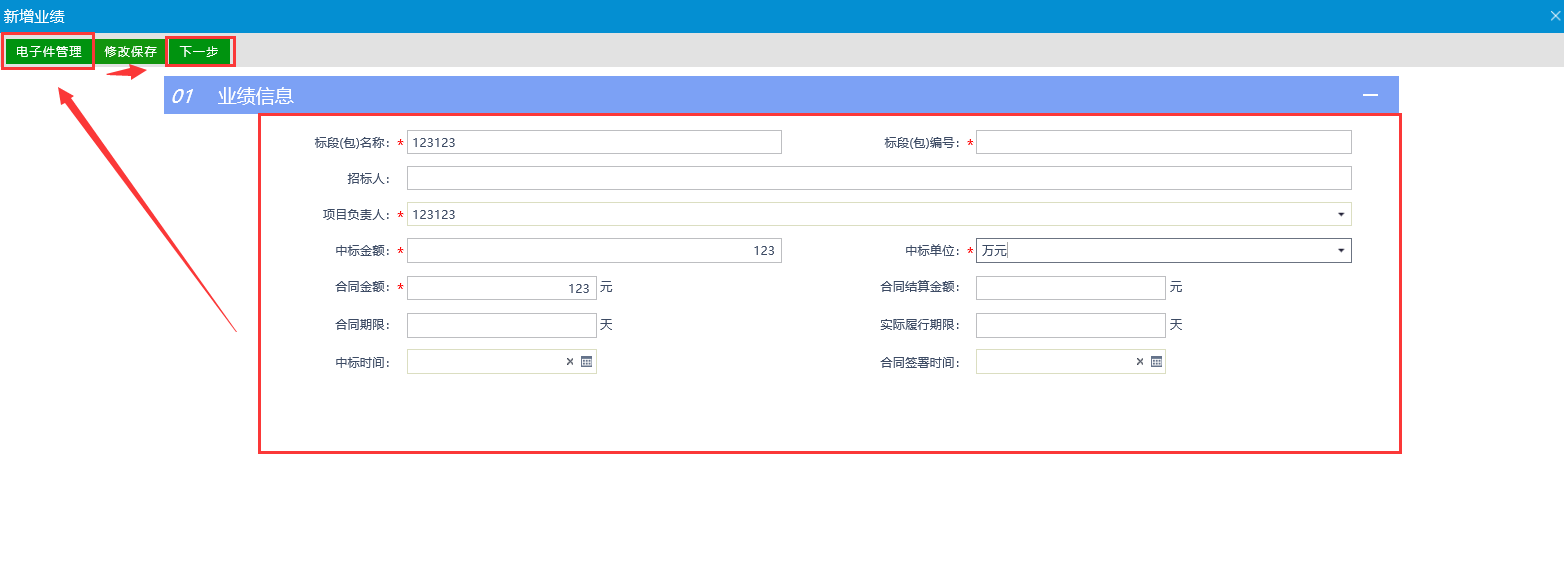 新增业绩
电子件管理 修改保存 下一步
01 业绩信息
标段(包)名称：* 123123 标段(包)编号：*
招标人：
项目负责人：* 123123
中标金额：* 123 中标单位：* 万元
合同金额：* 123 元 合同结算金额： 元
合同期限： 天 实际履行期限： 天
中标时间： 合同签署时间：